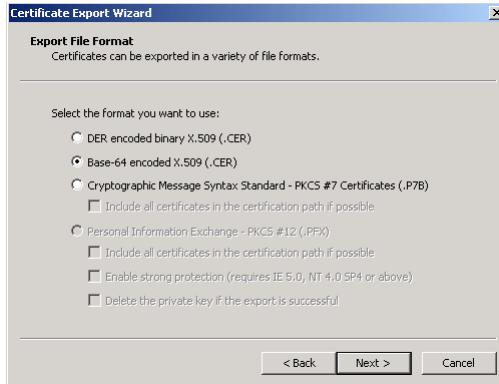 Certificate Export Wizard
Export File Format
Certificates can be exported in a variety of file formats.
Select the format you want to use:
DER encoded binary X.509 (.CER)
Base-64 encoded X.509 (.CER)
Cryptographic Message Syntax Standard - PKCS #7 Certificates (.P7B)
Include all certificates in the certification path if possible
Personal Information Exchange - PKCS #12 (.PFX)
Include all certificates in the certification path if possible
Enable strong protection (requires IE 5.0, NT 4.0 SP4 or above)
Delete the private key if the export is successful
< Back Next > Cancel